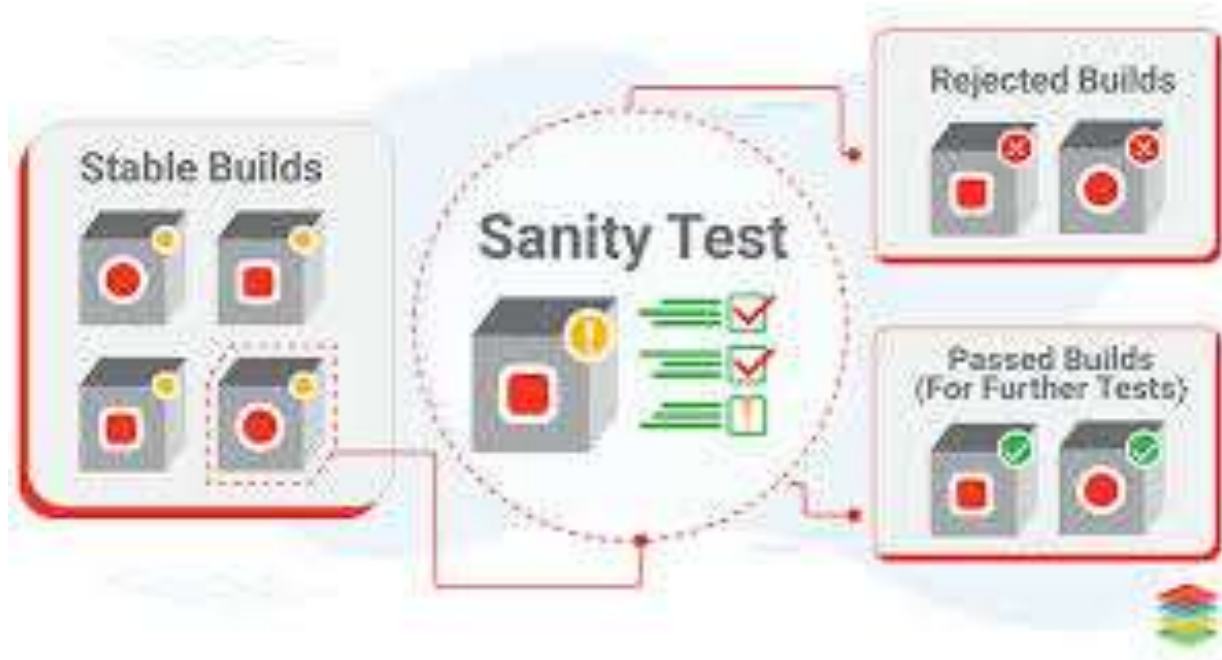 Stable Builds
Sanity Test
Rejected Builds
Passed Builds
(For Further Tests)